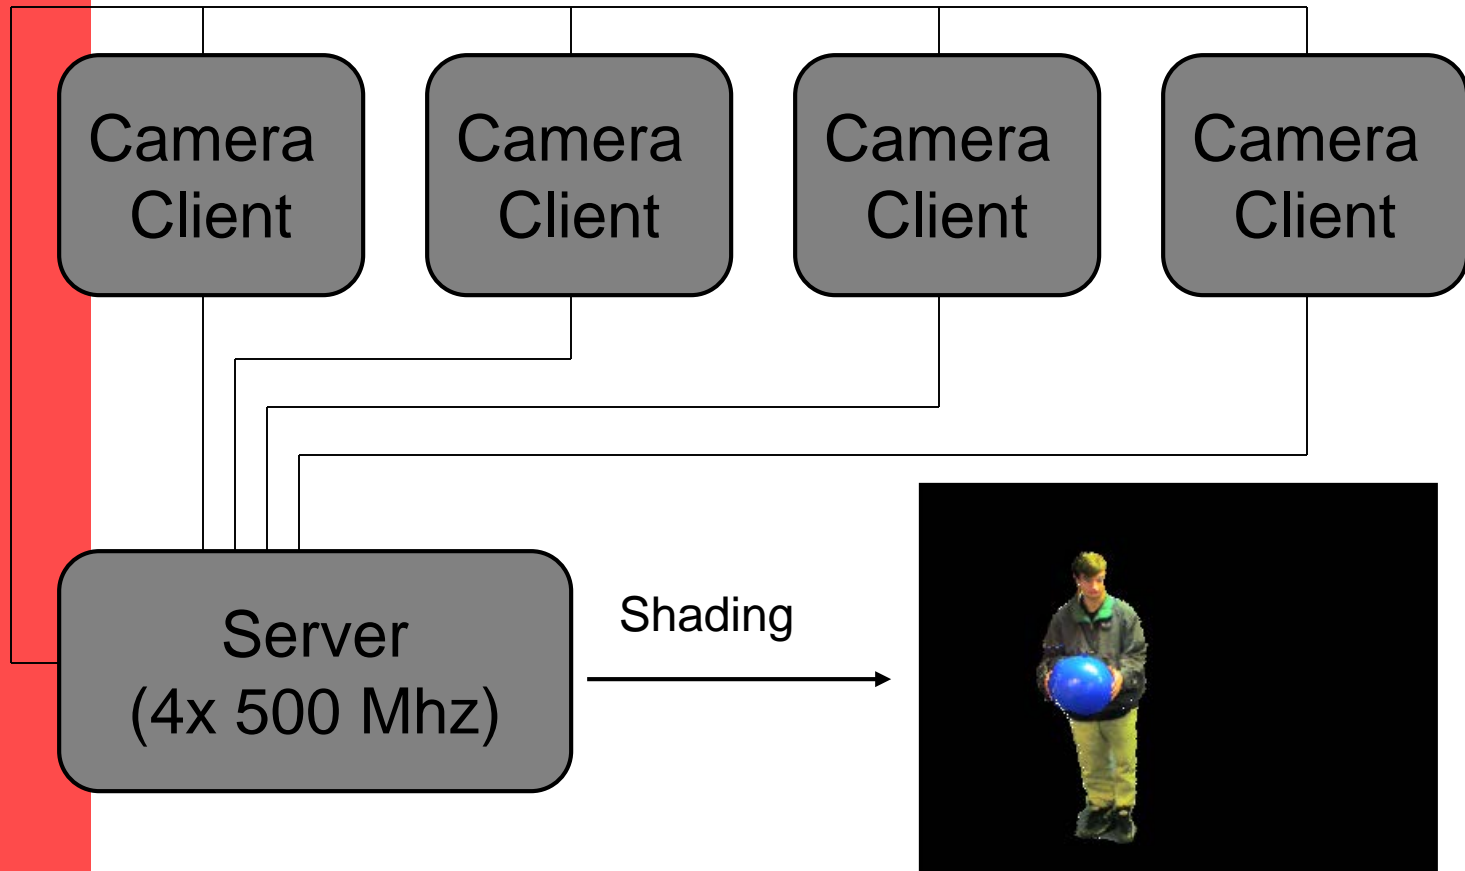 Camera
Client
Camera
Client
Camera
Client
Camera
Client
Server
(4x 500 Mhz)
Shading